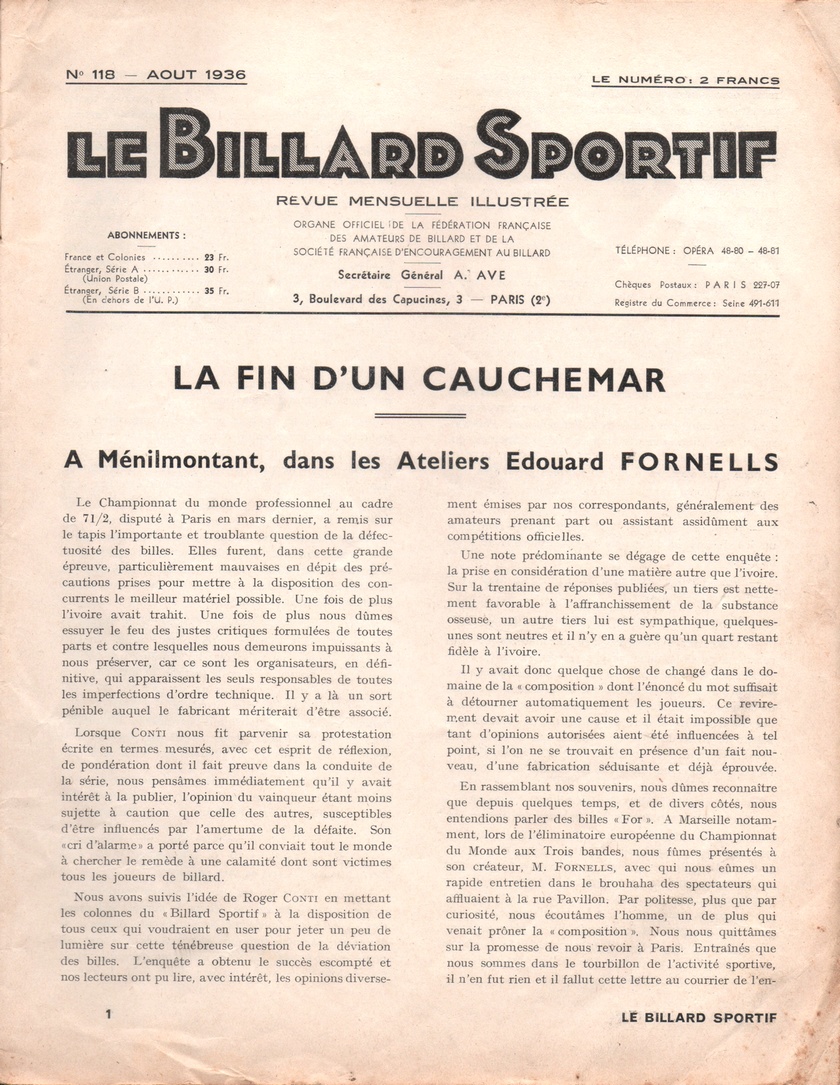 No 118 — AOUT 1936
LE NUMÉRO : 2 FRANCS
LE BILLARD SPORTIF
REVUE MENSUELLE ILLUSTRÉE
ABONNEMENTS :
France et Colonies .......... 23 Fr.
Étranger, Série A ........... 30 Fr.
(Union Postale)
Étranger, Série B ........... 35 Fr.
(En dehors de l'U. P.)
ORGANE OFFICIEL DE LA FÉDÉRATION FRANÇAISE
DES AMATEURS DE BILLARD ET DE LA
SOCIÉTÉ FRANÇAISE D'ENCOURAGEMENT AU BILLARD
Secrétaire Général A. AVE
3, Boulevard des Capucines, 3 — PARIS (2e)
TÉLÉPHONE : OPÉRA 48-80 – 48-81
Chèques Postaux : PARIS 227-07
Registre du Commerce : Seine 491-611
LA FIN D'UN CAUCHEMAR
A Ménilmontant, dans les Ateliers Edouard FORNELLS
Le Championnat du monde professionnel au cadre
de 71/2, disputé à Paris en mars dernier, a remis sur
le tapis l'importante et troublante question de la défec-
tuosité des billes. Elles furent, dans cette grande
épreuve, particulièrement mauvaises en dépit des pré-
cautions prises pour mettre à la disposition des con-
currents le meilleur matériel possible. Une fois de plus
l'ivoire avait trahit. Une fois de plus nous dûmes
essuyer le feu des justes critiques formulées de toutes
parts et contre lesquelles nous demeurons impuissants à
nous préserver, car ce sont les organisateurs, en défi-
nitive, qui apparaissent les seuls responsables de toutes
les imperfections d'ordre technique. Il y a là un sort
pénible auquel le fabricant mériterait d'être associé.
Lorsque CONTI nous fit parvenir sa protestation
écrite en termes mesurés, avec cet esprit de réflexion,
de pondération dont il fait preuve dans la conduite de
la série, nous pensâmes immédiatement qu'il y avait
intérêt à la publier, l'opinion du vainqueur étant moins
sujette à caution que celle des autres, susceptibles
d'être influencés par l'amertume de la défaite. Son
«cri d'alarme» a porté parce qu'il conviait tout le monde
à chercher le remède à une calamité dont sont victimes
tous les joueurs de billard.
Nous avons suivis l'idée de Roger CONTI en mettant
les colonnes du «Billard Sportif» à la disposition de
tous ceux qui voudraient en user pour jeter un peu de
lumière sur cette ténébreuse question de la déviation
des billes. L'enquête a obtenu le succès escompté et
nos lecteurs ont pu lire, avec intérêt, les opinions diverse-
ment émises par nos correspondants, généralement des
amateurs prenant part ou assistant assidûment aux
compétitions officielles.
Une note prédominante se dégage de cette enquête :
la prise en considération d'une matière autre que l'ivoire.
Sur la trentaine de réponses publiées, un tiers est nette-
ment favorable à l'affranchissement de la substance
osseuse, un autre tiers lui est sympathique, quelques-
unes sont neutres et il n'y en a guère qu'un quart restant
fidèle à l'ivoire.
Il y avait donc quelque chose de changé dans le do-
maine de la « composition » dont l'énoncé du mot suffisait
à détourner automatiquement les joueurs. Ce revire-
ment devait avoir une cause et il était impossible que
tant d'opinions autorisées aient été influencées à tel
point, si l'on ne se trouvait en présence d'un fait nou-
veau, d'une fabrication séduisante et déjà éprouvée.
En rassemblant nos souvenirs, nous dûmes reconnaître
que depuis quelques temps, et de divers côtés, nous
entendions parler des billes «For». A Marseille notam-
ment, lors de l'éliminatoire européenne du Championnat
du Monde aux Trois bandes, nous fûmes présentés à
son créateur, M. FORNELLS, avec qui nous eûmes un
rapide entretien dans le brouhaha des spectateurs qui
affluaient à la rue Pavillon. Par politesse, plus que par
curiosité, nous écoutâmes l'homme, un de plus qui
venait prôner la « composition ». Nous nous quittâmes
sur la promesse de nous revoir à Paris. Entraînés que
nous sommes dans le tourbillon de l'activité sportive,
il n'en fut rien et il fallut cette lettre au courrier de l'en-
1
LE BILLARD SPORTIF